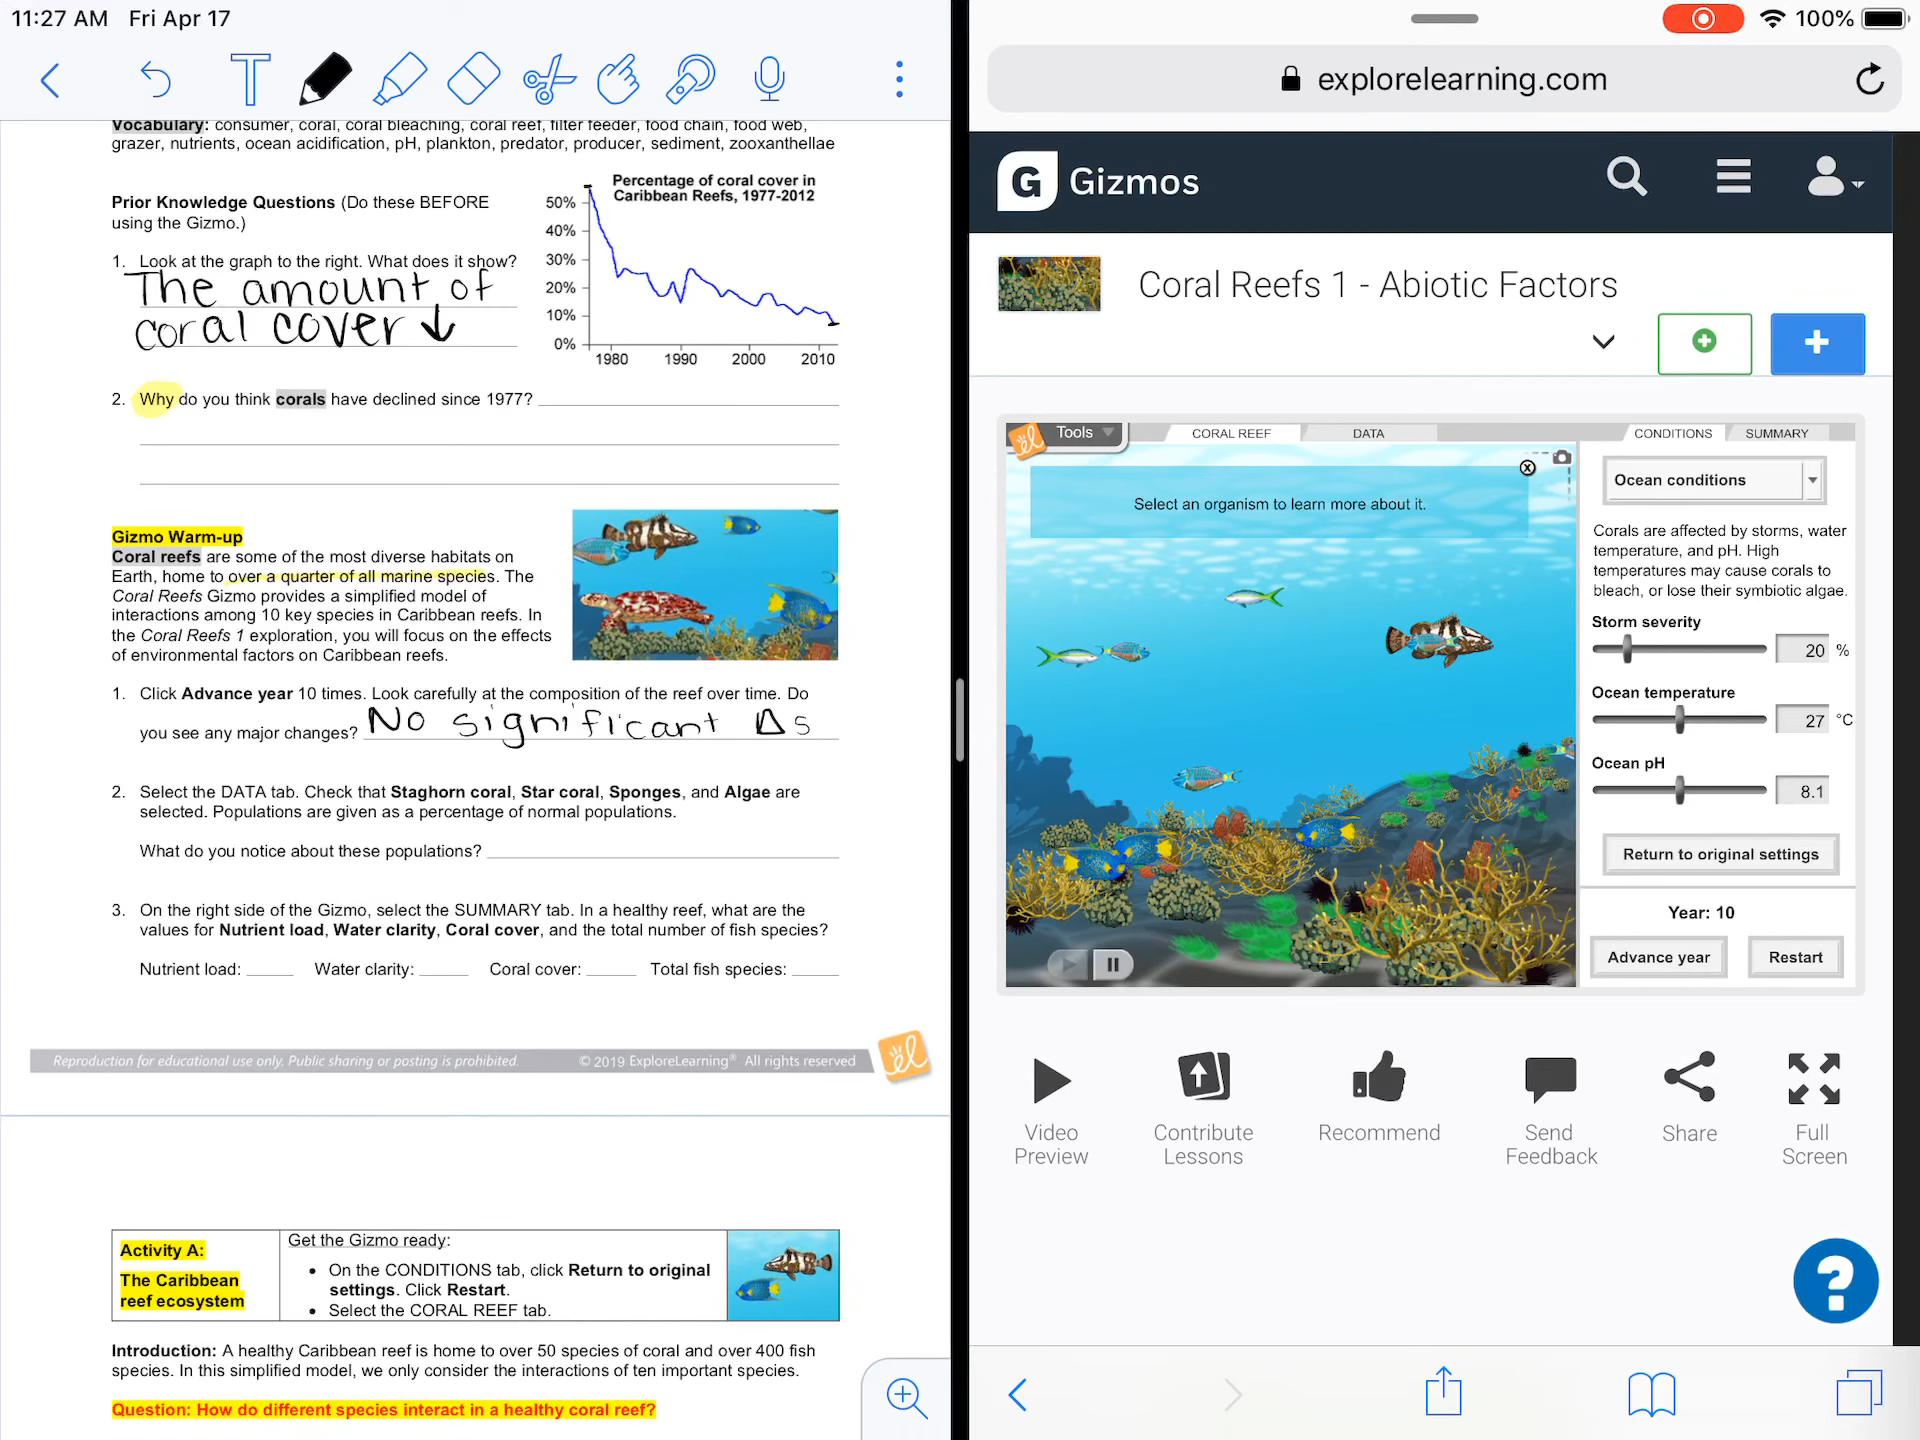 11:27 AM Fri Apr 17
100%
explorelearning.com
Vocabulary: consumer, coral, coral bleaching, coral reef, filter feeder, food chain, food web,
grazer, nutrients, ocean acidification, pH, plankton, predator, producer, sediment, zooxanthellae
Prior Knowledge Questions (Do these BEFORE
using the Gizmo.)
1. Look at the graph to the right. What does it show?
The amount of
coral cover ↓
Percentage of coral cover in
Caribbean Reefs, 1977-2012
50%
40%
30%
20%
10%
0%
1980 1990 2000 2010
2. Why do you think corals have declined since 1977?
Gizmo Warm-up
Coral reefs are some of the most diverse habitats on
Earth, home to over a quarter of all marine species. The
Coral Reefs Gizmo provides a simplified model of
interactions among 10 key species in Caribbean reefs. In
the Coral Reefs 1 exploration, you will focus on the effects
of environmental factors on Caribbean reefs.
1. Click Advance year 10 times. Look carefully at the composition of the reef over time. Do
you see any major changes? No significant Δs
2. Select the DATA tab. Check that Staghorn coral, Star coral, Sponges, and Algae are
selected. Populations are given as a percentage of normal populations.
What do you notice about these populations?
3. On the right side of the Gizmo, select the SUMMARY tab. In a healthy reef, what are the
values for Nutrient load, Water clarity, Coral cover, and the total number of fish species?
Nutrient load: Water clarity: Coral cover: Total fish species:
Reproduction for educational use only. Public sharing or posting is prohibited. © 2019 ExploreLearning® All rights reserved
el
Activity A:
The Caribbean
reef ecosystem
Get the Gizmo ready:
• On the CONDITIONS tab, click Return to original
settings. Click Restart.
• Select the CORAL REEF tab.
Introduction: A healthy Caribbean reef is home to over 50 species of coral and over 400 fish
species. In this simplified model, we only consider the interactions of ten important species.
Question: How do different species interact in a healthy coral reef?
G Gizmos
Coral Reefs 1 - Abiotic Factors
el Tools
CORAL REEF DATA
CONDITIONS SUMMARY
Select an organism to learn more about it.
Ocean conditions
Corals are affected by storms, water
temperature, and pH. High
temperatures may cause corals to
bleach, or lose their symbiotic algae.
Storm severity
20 %
Ocean temperature
27 °C
Ocean pH
8.1
Return to original settings
Year: 10
Advance year Restart
Video
Preview
Contribute
Lessons
Recommend
Send
Feedback
Share
Full
Screen
?